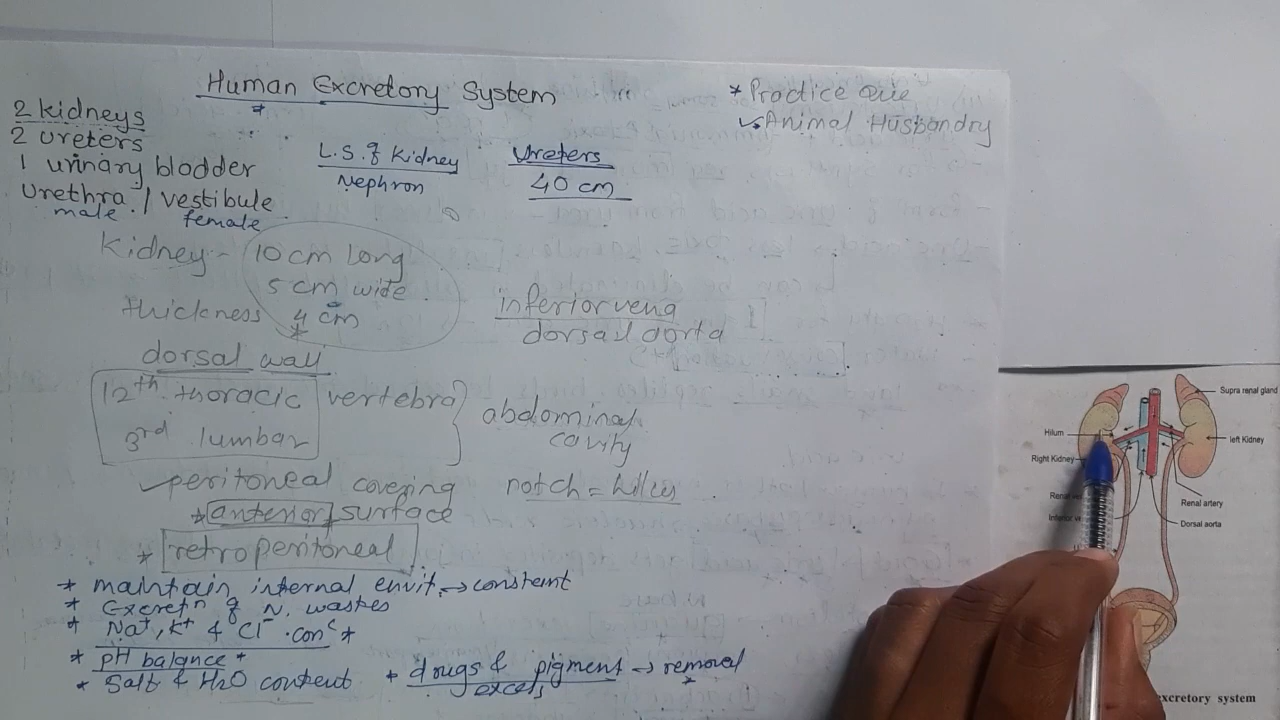 Human Excretory System
* Practice Que
↳ Animal Husbandry
2 kidneys
2 ureters
1 urinary bladder
Urethra / vestibule
male female
L.S. of Kidney
Nephron
Ureters
40 cm
Kidney - 10 cm long
5 cm wide
thickness 4 cm
inferior vena
dorsal aorta
dorsal wall
12th thoracic vertebra
3rd lumbar
abdominal cavity
peritoneal covering
notch = hilus
* anterior surface
* retroperitoneal
* maintain internal envit. → constant
* Excretn of N. wastes
* Na+, K+ & Cl- conc *
* pH balance *
* Salt & H2O content
* drugs & pigment → removal
excess
Supra renal gland
Hilum
left Kidney
Right Kidney
Renal artery
Dorsal aorta
excretory system